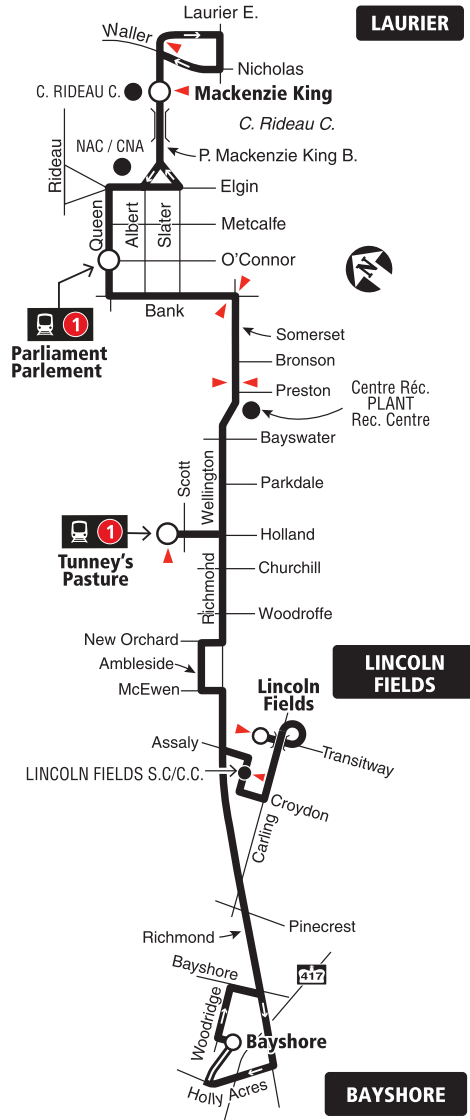 Laurier E.
LAURIER
Waller
Nicholas
C. RIDEAU C.
Mackenzie King
C. Rideau C.
NAC / CNA
P. Mackenzie King B.
Rideau
Elgin
Queen
Albert
Slater
Metcalfe
O'Connor
N
Bank
1
Parliament
Parlement
Somerset
Bronson
Preston
Centre Réc.
PLANT
Rec. Centre
Bayswater
Scott
Wellington
Parkdale
1
Holland
Tunney's
Pasture
Churchill
Richmond
Woodroffe
New Orchard
Ambleside
McEwen
LINCOLN
FIELDS
Lincoln
Fields
Assaly
Transitway
LINCOLN FIELDS S.C/C.C.
Croydon
Carling
Pinecrest
Richmond
Bayshore
417
Woodridge
Bayshore
Holly Acres
BAYSHORE